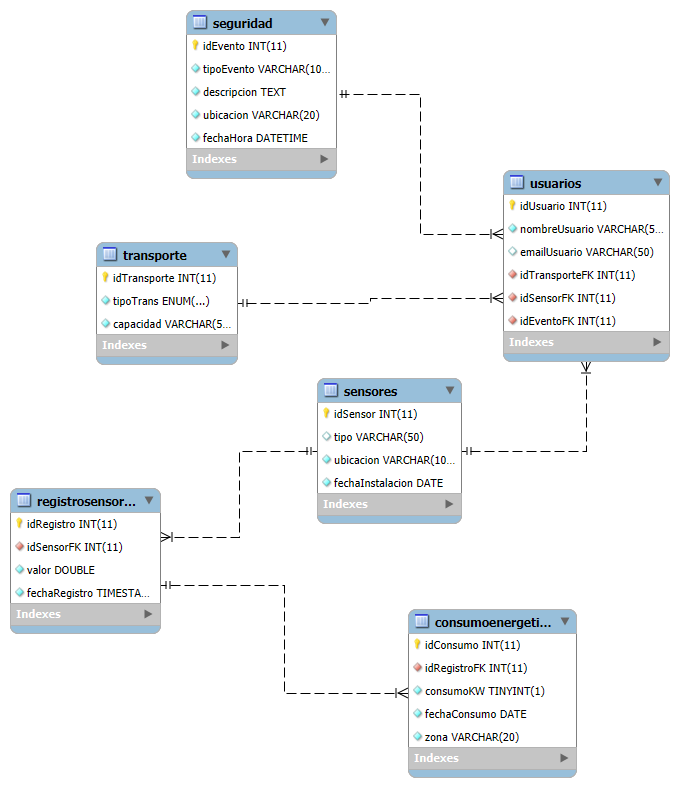 seguridad
idEvento INT(11)
tipoEvento VARCHAR(10...
descripcion TEXT
ubicacion VARCHAR(20)
fechaHora DATETIME
Indexes
usuarios
idUsuario INT(11)
nombreUsuario VARCHAR(5...
emailUsuario VARCHAR(50)
idTransporteFK INT(11)
idSensorFK INT(11)
idEventoFK INT(11)
Indexes
transporte
idTransporte INT(11)
tipoTrans ENUM(...)
capacidad VARCHAR(5...
Indexes
sensores
idSensor INT(11)
tipo VARCHAR(50)
ubicacion VARCHAR(10...
fechaInstalacion DATE
Indexes
registrosensor...
idRegistro INT(11)
idSensorFK INT(11)
valor DOUBLE
fechaRegistro TIMESTA...
Indexes
consumoenergeti...
idConsumo INT(11)
idRegistroFK INT(11)
consumoKW TINYINT(1)
fechaConsumo DATE
zona VARCHAR(20)
Indexes